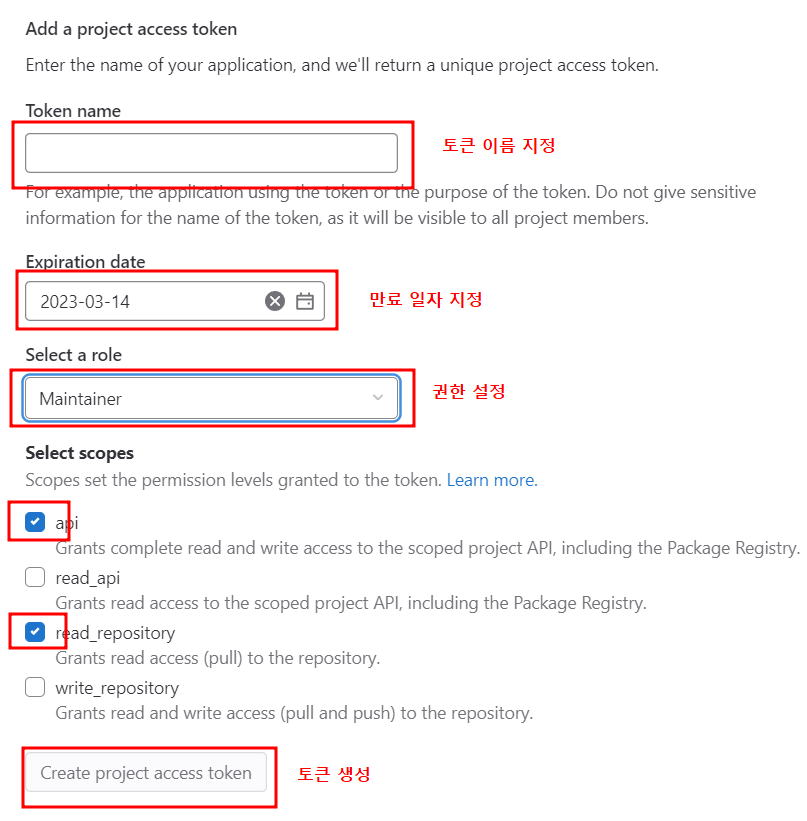 Add a project access token
Enter the name of your application, and we'll return a unique project access token.
Token name
토큰 이름 지정
For example, the application using the token or the purpose of the token. Do not give sensitive
information for the name of the token, as it will be visible to all project members.
Expiration date
2023-03-14
만료 일자 지정
Select a role
Maintainer
권한 설정
Select scopes
Scopes set the permission levels granted to the token. Learn more.
api
Grants complete read and write access to the scoped project API, including the Package Registry.
read_api
Grants read access to the scoped project API, including the Package Registry.
read_repository
Grants read access (pull) to the repository.
write_repository
Grants read and write access (pull and push) to the repository.
Create project access token
토큰 생성